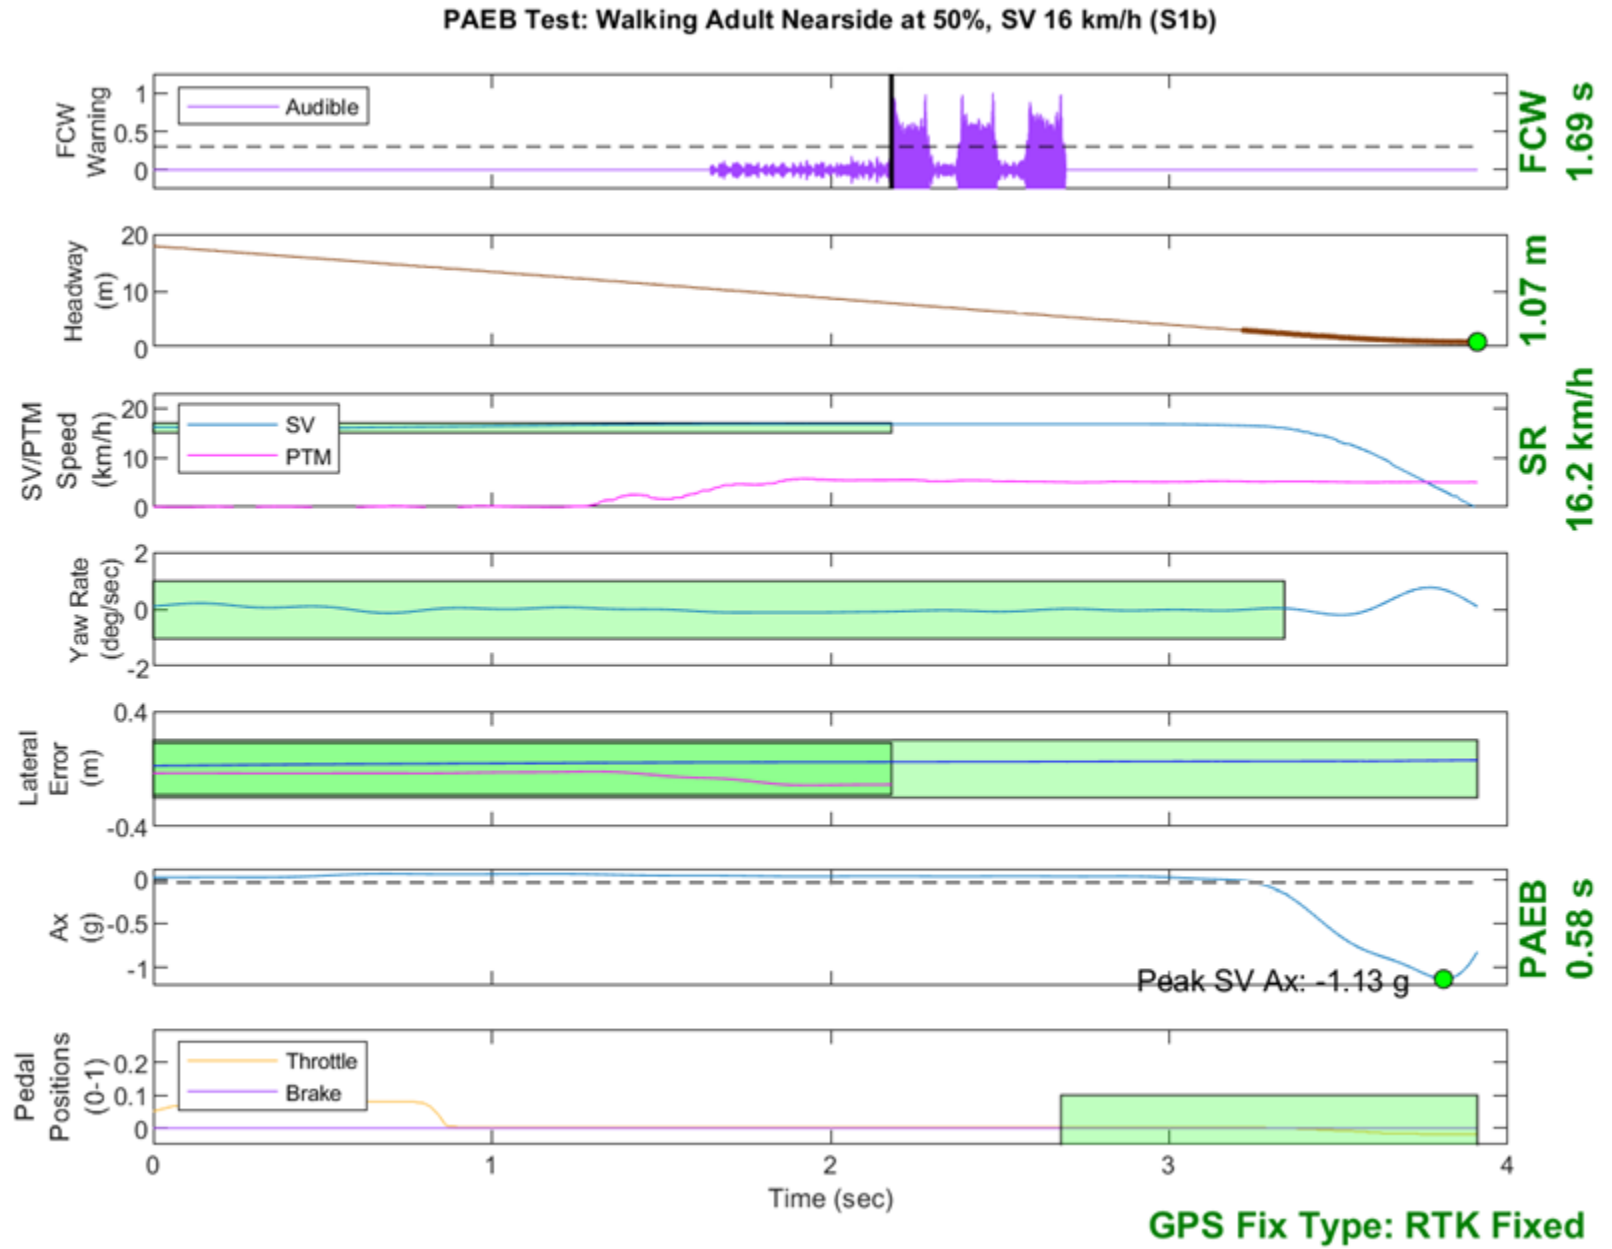 PAEB Test: Walking Adult Nearside at 50%, SV 16 km/h (S1b)
FCW
Warning
1
0.5
0
Audible
FCW
1.69 s
Headway
(m)
20
10
0
1.07 m
SV/PTM
Speed
(km/h)
20
10
0
SV
PTM
SR
16.2 km/h
Yaw Rate
(deg/sec)
2
0
-2
Lateral
Error
(m)
0.4
-0.4
Ax
(g)
0
-0.5
-1
Peak SV Ax: -1.13 g
PAEB
0.58 s
Pedal
Positions
(0-1)
0.2
0.1
0
Throttle
Brake
0 1 2 3 4
Time (sec)
GPS Fix Type: RTK Fixed